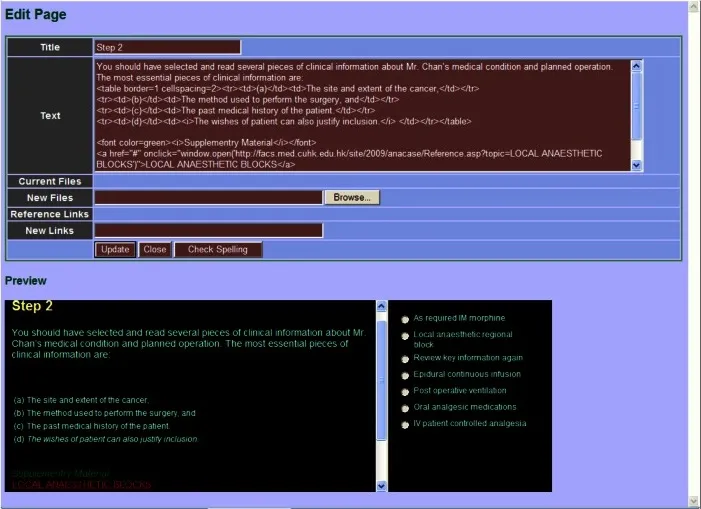 Edit Page
Title
Step 2
Text
You should have selected and read several pieces of clinical information about Mr. Chan's medical condition and planned operation.
The most essential pieces of clinical information are:
<table border=1 cellspacing=2><tr><td>(a)</td><td>The site and extent of the cancer,</td></tr>
<tr><td>(b)</td><td>The method used to perform the surgery, and</td></tr>
<tr><td>(c)</td><td>The past medical history of the patient.</td></tr>
<tr><td>(d)</td><td><i>The wishes of patient can also justify inclusion.</i> </td></tr></table>
<font color=green><i>Supplementry Material</i></font>
<a href="#" onclick="window.open('http://facs.med.cuhk.edu.hk/site/2009/anacase/Reference.asp?topic=LOCAL ANAESTHETIC
BLOCKS')">LOCAL ANAESTHETIC BLOCKS</a>
Current Files
New Files
Browse...
Reference Links
New Links
Update Close Check Spelling
Preview
Step 2
You should have selected and read several pieces of clinical information about Mr.
Chan's medical condition and planned operation. The most essential pieces of
clinical information are:
(a) The site and extent of the cancer,
(b) The method used to perform the surgery, and
(c) The past medical history of the patient.
(d) The wishes of patient can also justify inclusion.
Supplementry Material
LOCAL ANAESTHETIC BLOCKS
As required IM morphine
Local anaesthetic regional
block
Review key information again
Epidural continuous infusion
Post operative ventilation
Oral analgesic medications
IV patient controlled analgesia